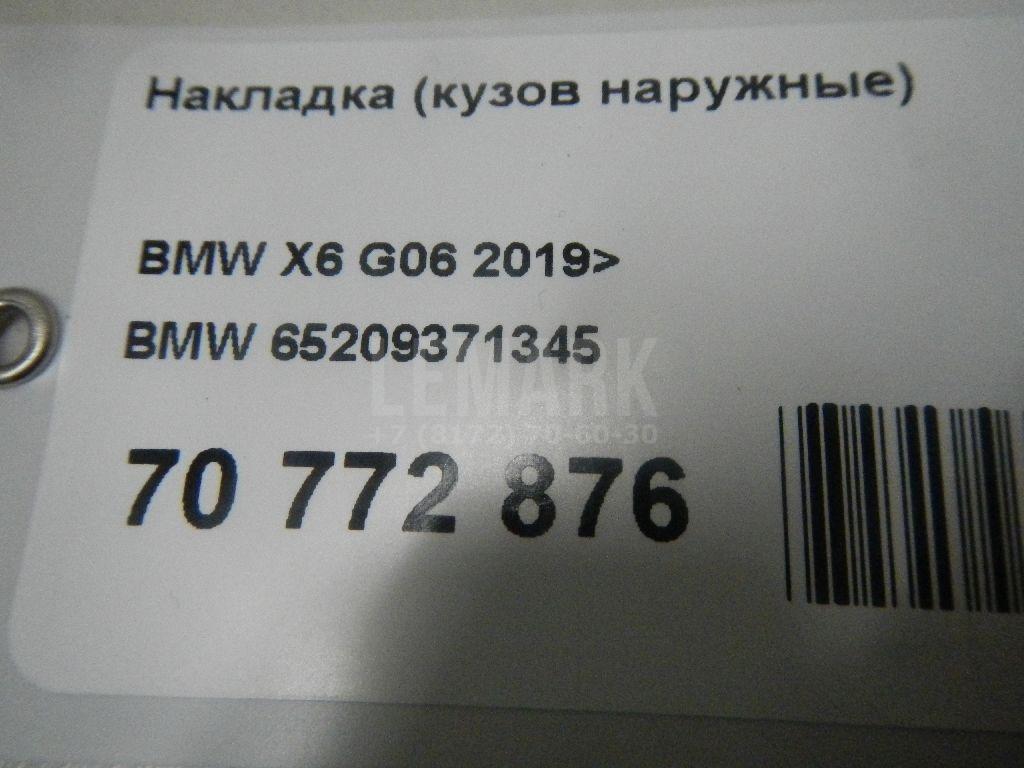 Накладка (кузов наружные)
BMW X6 G06 2019>
BMW 65209371345
LEMARK
+7 (8172) 70-60-30
70 772 876